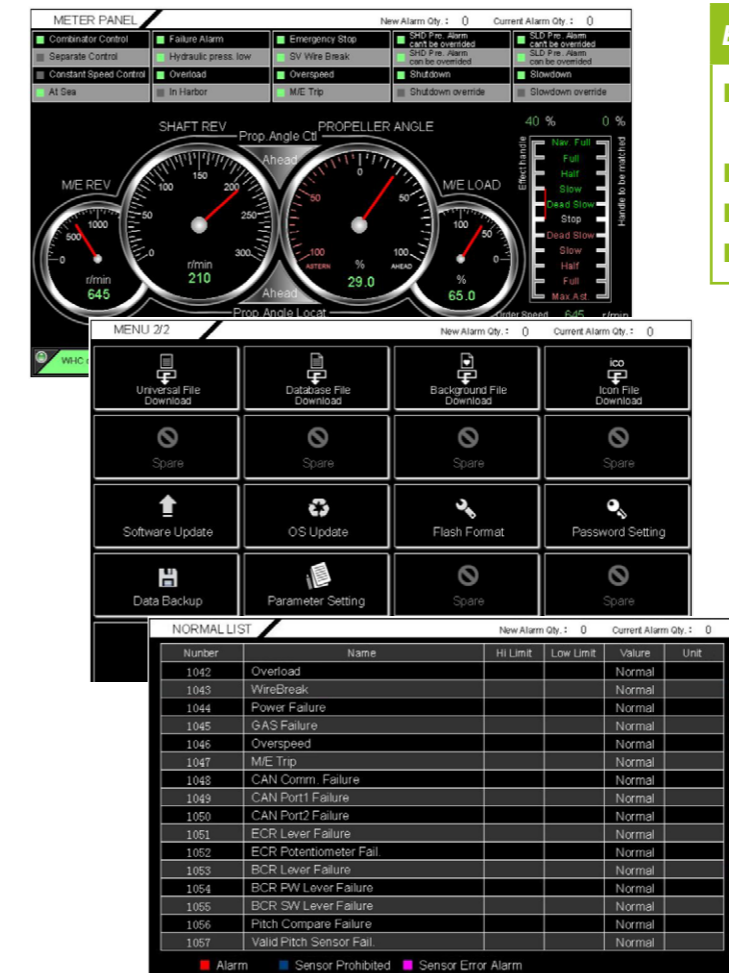 METER PANEL
New Alarm Qty. : 0 Current Alarm Qty. : 0
Combinator Control
Failure Alarm
Emergency Stop
SHD Pre. Alarm
can't be overrided
SLD Pre. Alarm
can't be overrided
Separate Control
Hydraulic press. low
SV Wire Break
SHD Pre. Alarm
can be overrided
SLD Pre. Alarm
can be overrided
Constant Speed Control
Overload
Overspeed
Shutdown
Slowdown
At Sea
In Harbor
M/E Trip
Shutdown override
Slowdown override
SHAFT REV
Prop.Angle Ctl
PROPELLER ANGLE
Ahead
M/E REV
M/E LOAD
0 500 1000
r/min
645
0 50 100 150 200 250 300
r/min
210
100 50 0 50 100
ASTERN
AHEAD
%
29.0
0 50 100
%
65.0
Ahead
Prop.Angle Locat
40 % 0 %
Effect handle
Handle to be matched
Nav. Full
Full
Half
Slow
Dead Slow
Stop
Dead Slow
Slow
Half
Full
Max Ast.
Order Speed 645 r/min
WHC
MENU 2/2
New Alarm Qty. : 0 Current Alarm Qty. : 0
Universal File
Download
Database File
Download
Background File
Download
ico
Icon File
Download
Spare
Spare
Spare
Spare
Software Update
OS Update
Flash Format
Password Setting
Data Backup
Parameter Setting
Spare
Spare
NORMAL LIST
New Alarm Qty. : 0 Current Alarm Qty. : 0
Nunber Name Hi Limit Low Limit Valure Unit
1042 Overload Normal
1043 WireBreak Normal
1044 Power Failure Normal
1045 GAS Failure Normal
1046 Overspeed Normal
1047 M/E Trip Normal
1048 CAN Comm. Failure Normal
1049 CAN Port1 Failure Normal
1050 CAN Port2 Failure Normal
1051 ECR Lever Failure Normal
1052 ECR Potentiometer Fail. Normal
1053 BCR Lever Failure Normal
1054 BCR PW Lever Failure Normal
1055 BCR SW Lever Failure Normal
1056 Pitch Compare Failure Normal
1057 Valid Pitch Sensor Fail. Normal
Alarm Sensor Prohibited Sensor Error Alarm